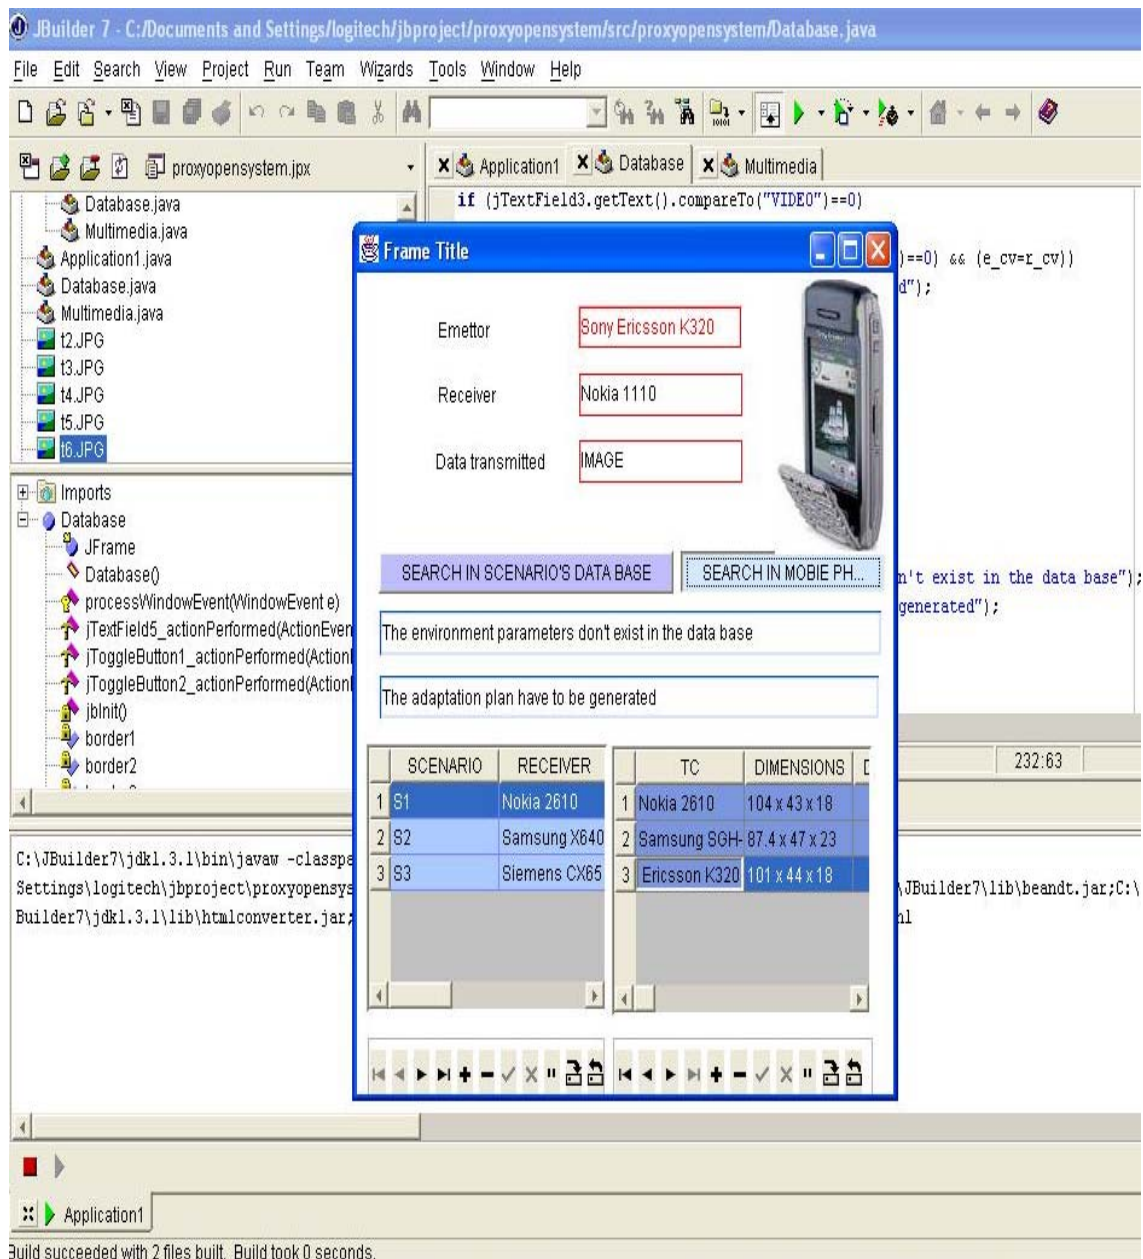 JBuilder 7 - C:/Documents and Settings/logitech/jbproject/proxyopensystem/src/proxyopensystem/Database.java
File Edit Search View Project Run Team Wizards Tools Window Help
proxyopensystem.jpx
Application1 Database Multimedia
Database.java
Multimedia.java
Application1.java
Database.java
Multimedia.java
t2.JPG
t3.JPG
t4.JPG
t5.JPG
t6.JPG
if (jTextField3.getText().compareTo("VIDEO")==0)
)==0) && (e_cv=r_cv))
d");
n't exist in the data base");
generated");
232:63
Imports
Database
JFrame
Database()
processWindowEvent(WindowEvent e)
jTextField5_actionPerformed(ActionEven
jToggleButton1_actionPerformed(Action
jToggleButton2_actionPerformed(Action
jbInit()
border1
border2
Frame Title
Emettor Sony Ericsson K320
Receiver Nokia 1110
Data transmitted IMAGE
SEARCH IN SCENARIO'S DATA BASE SEARCH IN MOBIE PH...
The environment parameters don't exist in the data base
The adaptation plan have to be generated
SCENARIO RECEIVER
1 S1 Nokia 2610
2 S2 Samsung X640
3 S3 Siemens CX65
TC DIMENSIONS
1 Nokia 2610 104 x 43 x 18
2 Samsung SGH- 87.4 x 47 x 23
3 Ericsson K320 101 x 44 x 18
C:\JBuilder7\jdk1.3.1\bin\javaw -classpa
Settings\logitech\jbproject\proxyopensys \JBuilder7\lib\beandt.jar;C:\
Builder7\jdk1.3.1\lib\htmlconverter.jar;
Application1
Build succeeded with 2 files built. Build took 0 seconds.